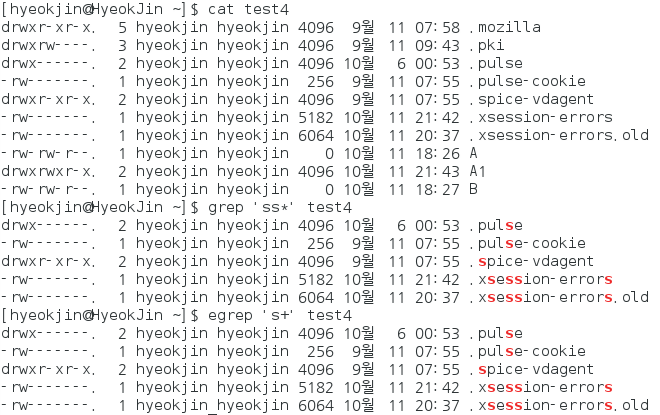 [hyeokjin@HyeokJin ~]$ cat test4
drwxr-xr-x.  5 hyeokjin hyeokjin 4096  9월  11 07:58 .mozilla
drwxrw----.  3 hyeokjin hyeokjin 4096  9월  11 09:43 .pki
drwx------.  2 hyeokjin hyeokjin 4096 10월   6 00:53 .pulse
-rw-------.  1 hyeokjin hyeokjin  256  9월  11 07:55 .pulse-cookie
drwxr-xr-x.  2 hyeokjin hyeokjin 4096  9월  11 07:55 .spice-vdagent
-rw-------.  1 hyeokjin hyeokjin 5182 10월  11 21:42 .xsession-errors
-rw-------.  1 hyeokjin hyeokjin 6064 10월  11 20:37 .xsession-errors.old
-rw-rw-r--.  1 hyeokjin hyeokjin    0 10월  11 18:26 A
drwxrwxr-x.  2 hyeokjin hyeokjin 4096 10월  11 21:43 A1
-rw-rw-r--.  1 hyeokjin hyeokjin    0 10월  11 18:27 B
[hyeokjin@HyeokJin ~]$ grep 'ss*' test4
drwx------.  2 hyeokjin hyeokjin 4096 10월   6 00:53 .pulse
-rw-------.  1 hyeokjin hyeokjin  256  9월  11 07:55 .pulse-cookie
drwxr-xr-x.  2 hyeokjin hyeokjin 4096  9월  11 07:55 .spice-vdagent
-rw-------.  1 hyeokjin hyeokjin 5182 10월  11 21:42 .xsession-errors
-rw-------.  1 hyeokjin hyeokjin 6064 10월  11 20:37 .xsession-errors.old
[hyeokjin@HyeokJin ~]$ egrep 's+' test4
drwx------.  2 hyeokjin hyeokjin 4096 10월   6 00:53 .pulse
-rw-------.  1 hyeokjin hyeokjin  256  9월  11 07:55 .pulse-cookie
drwxr-xr-x.  2 hyeokjin hyeokjin 4096  9월  11 07:55 .spice-vdagent
-rw-------.  1 hyeokjin hyeokjin 5182 10월  11 21:42 .xsession-errors
-rw-------.  1 hyeokjin_hyeokjin 6064 10월  11 20:37 .xsession-errors.old